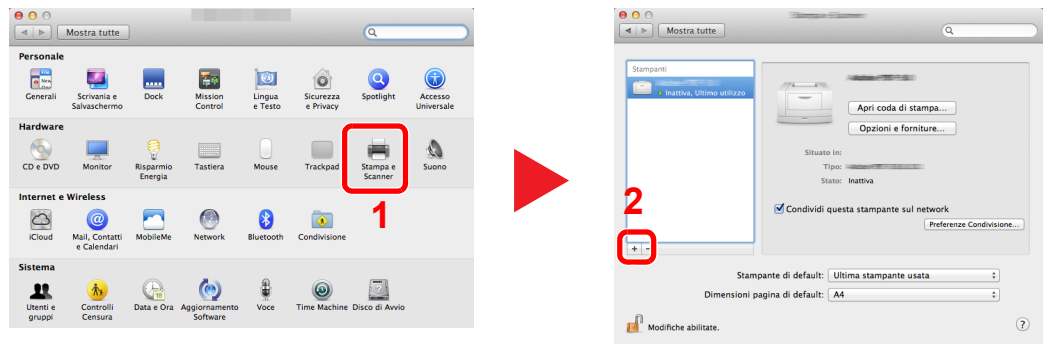 Mostra tutte
Personale
Generali
Scrivania e
Salvaschermo
Dock
Mission
Control
Lingua
e Testo
Sicurezza
e Privacy
Spotlight
Accesso
Universale
Hardware
CD e DVD
Monitor
Risparmio
Energia
Tastiera
Mouse
Trackpad
Stampa e
Scanner
Suono
1
Internet e Wireless
iCloud
Mail, Contatti
e Calendari
MobileMe
Network
Bluetooth
Condivisione
Sistema
Utenti e
gruppi
Controlli
Censura
Data e Ora
Aggiornamento
Software
Voce
Time Machine
Disco di Avvio
Mostra tutte
Stampanti
Inattiva, Ultimo utilizzo
Apri coda di stampa...
Opzioni e forniture...
Situato in:
Tipo:
Stato: Inattiva
2
Condividi questa stampante sul network
Preferenze Condivisione...
+ -
Stampante di default: Ultima stampante usata
Dimensioni pagina di default: A4
Modifiche abilitate.
?